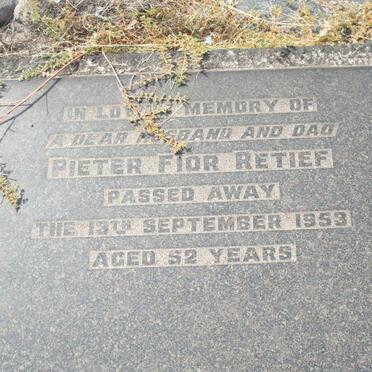 IN LOVING MEMORY OF
A DEAR HUSBAND AND DAD
PIETER FIOR RETIEF
PASSED AWAY
THE 13TH SEPTEMBER 1953
AGED 52 YEARS